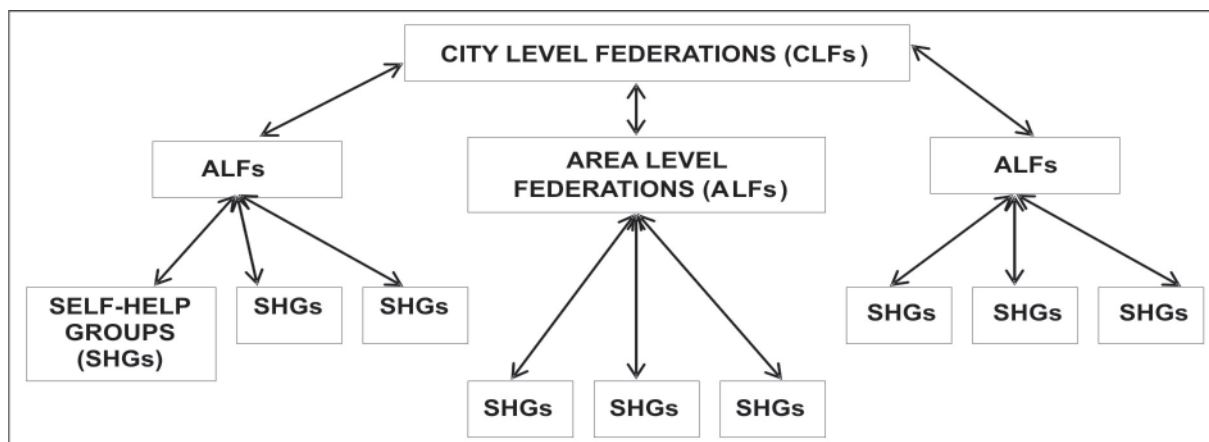 CITY LEVEL FEDERATIONS (CLFs)
ALFs
AREA LEVEL
FEDERATIONS (ALFs)
ALFs
SELF-HELP
GROUPS
(SHGs)
SHGs
SHGs
SHGs
SHGs
SHGs
SHGs
SHGs
SHGs